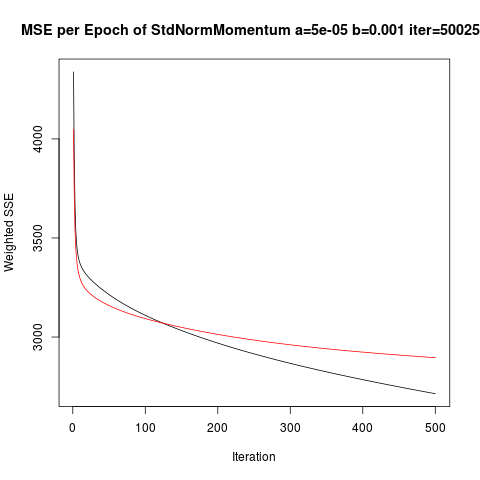 MSE per Epoch of StdNormMomentum a=5e-05 b=0.001 iter=50025
Weighted SSE
4000
3500
3000
0 100 200 300 400 500
Iteration